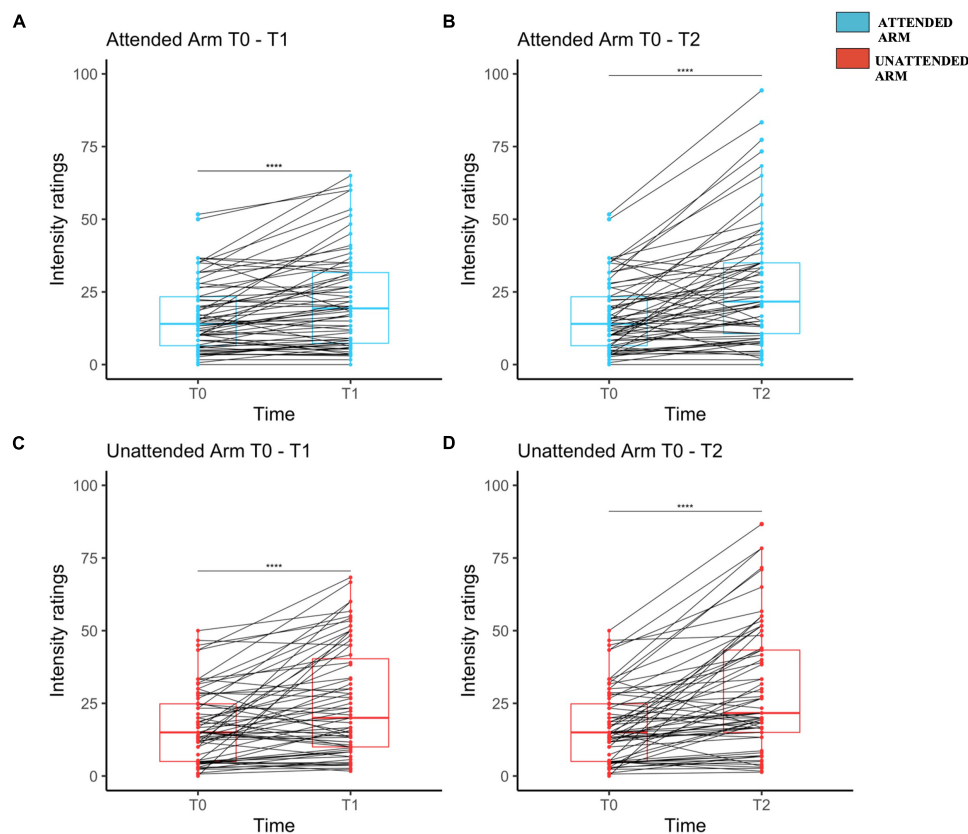 A
Attended Arm T0 - T1
100
75
50
25
0
Intensity ratings
****
T0
T1
Time
B
Attended Arm T0 - T2
100
75
50
25
0
Intensity ratings
****
T0
T2
Time
ATTENDED
ARM
UNATTENDED
ARM
C
Unattended Arm T0 - T1
100
75
50
25
0
Intensity ratings
****
T0
T1
Time
D
Unattended Arm T0 - T2
100
75
50
25
0
Intensity ratings
****
T0
T2
Time